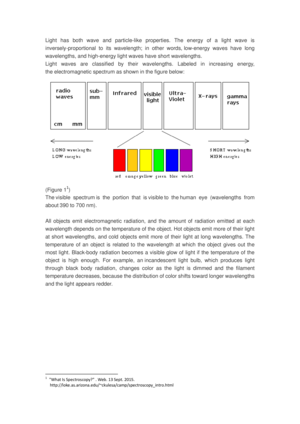 Light has both wave and particle-like properties. The energy of a light wave is
inversely-proportional to its wavelength; in other words, low-energy waves have long
wavelengths, and high-energy light waves have short wavelengths.
Light waves are classified by their wavelengths. Labeled in increasing energy,
the electromagnetic spectrum as shown in the figure below:
radio waves
cm mm
sub-mm
Infrared
visible light
Ultra-Violet
X-rays
gamma rays
LONG wavelengths
LOW energies
SHORT wavelengths
HIGH energies
red orange yellow green blue violet
(Figure 1¹)
The visible spectrum is the portion that is visible to the human eye (wavelengths from
about 390 to 700 nm).
All objects emit electromagnetic radiation, and the amount of radiation emitted at each
wavelength depends on the temperature of the object. Hot objects emit more of their light
at short wavelengths, and cold objects emit more of their light at long wavelengths. The
temperature of an object is related to the wavelength at which the object gives out the
most light. Black-body radiation becomes a visible glow of light if the temperature of the
object is high enough. For example, an incandescent light bulb, which produces light
through black body radiation, changes color as the light is dimmed and the filament
temperature decreases, because the distribution of color shifts toward longer wavelengths
and the light appears redder.
¹ "What Is Spectroscopy?" . Web. 13 Sept. 2015.